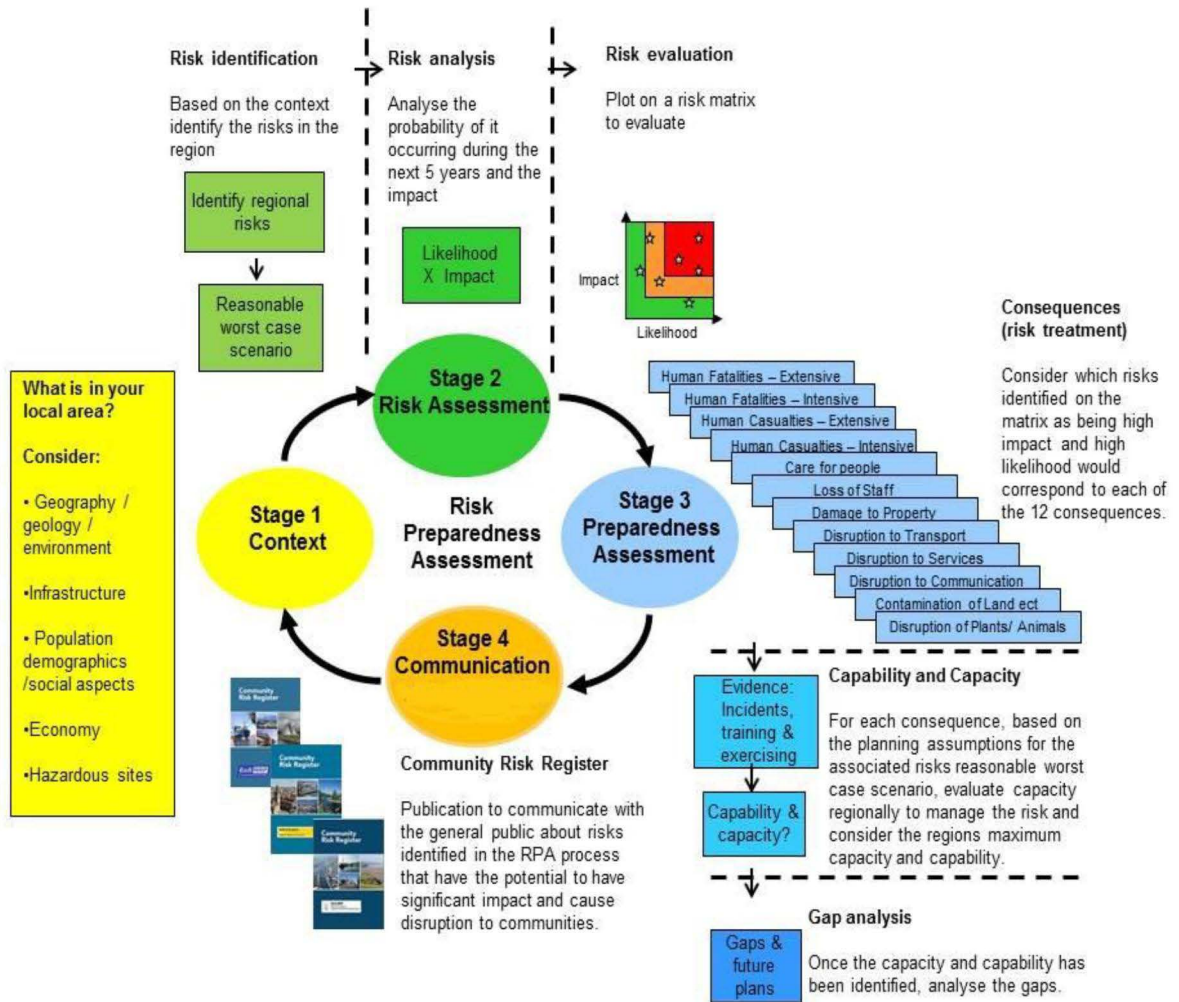 Risk identification
Based on the context
identify the risks in the
region
Identify regional
risks
Reasonable
worst case
scenario
Risk analysis
Analyse the
probability of it
occurring during the
next 5 years and the
impact
Likelihood
X Impact
Risk evaluation
Plot on a risk matrix
to evaluate
Impact
Likelihood
What is in your
local area?
Consider:
• Geography /
geology /
environment
•Infrastructure
• Population
demographics
/social aspects
•Economy
•Hazardous sites
Stage 1
Context
Stage 2
Risk Assessment
Risk
Preparedness
Assessment
Stage 3
Preparedness
Assessment
Stage 4
Communication
Human Fatalities – Extensive
Human Fatalities – Intensive
Human Casualties – Extensive
Human Casualties – Intensive
Care for people
Loss of Staff
Damage to Property
Disruption to Transport
Disruption to Services
Disruption to Communication
Contamination of Land ect
Disruption of Plants/ Animals
Consequences
(risk treatment)
Consider which risks
identified on the
matrix as being high
impact and high
likelihood would
correspond to each of
the 12 consequences.
Community
Risk Register
Community
Risk Register
Community
Risk Register
Community Risk Register
Publication to communicate with
the general public about risks
identified in the RPA process
that have the potential to have
significant impact and cause
disruption to communities.
Evidence:
Incidents,
training &
exercising
Capability &
capacity?
Capability and Capacity
For each consequence, based on
the planning assumptions for the
associated risks reasonable worst
case scenario, evaluate capacity
regionally to manage the risk and
consider the regions maximum
capacity and capability.
Gaps &
future
plans
Gap analysis
Once the capacity and capability has
been identified, analyse the gaps.